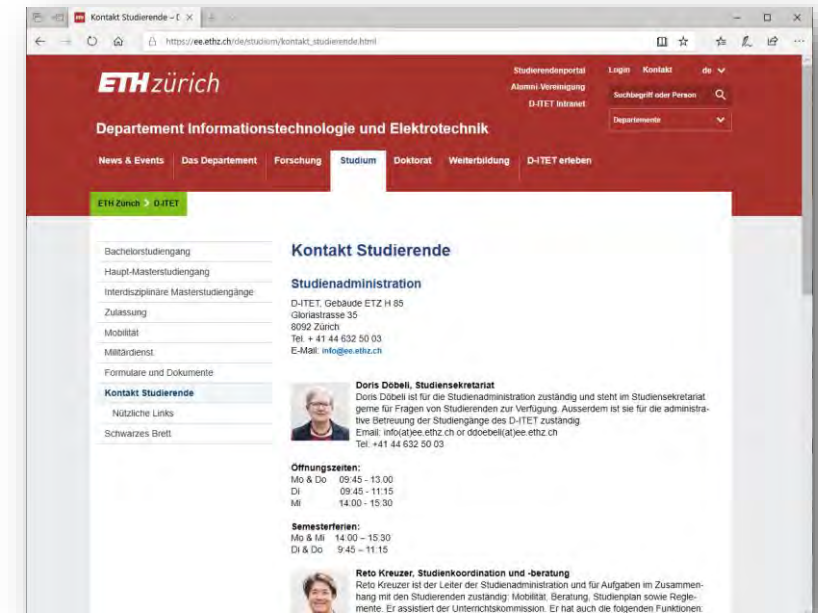 Kontakt Studierende – D
https://ee.ethz.ch/de/studium/kontakt_studierende.html
ETH zürich
Studierendenportal
Alumni-Vereinigung
D-ITET Intranet
Login Kontakt de
Suchbegriff oder Person
Departemente
Departement Informationstechnologie und Elektrotechnik
News & Events Das Departement Forschung Studium Doktorat Weiterbildung D-ITET erleben
ETH Zürich > D-ITET
Bachelorstudiengang
Haupt-Masterstudiengang
Interdisziplinäre Masterstudiengänge
Zulassung
Mobilität
Militärdienst
Formulare und Dokumente
Kontakt Studierende
Nützliche Links
Schwarzes Brett
Kontakt Studierende
Studienadministration
D-ITET, Gebäude ETZ H 85
Gloriastrasse 35
8092 Zürich
Tel. + 41 44 632 50 03
E-Mail: info@ee.ethz.ch
Doris Döbeli, Studiensekretariat
Doris Döbeli ist für die Studienadministration zuständig und steht im Studiensekretariat
gerne für Fragen von Studierenden zur Verfügung. Ausserdem ist sie für die administra-
tive Betreuung der Studiengänge des D-ITET zuständig.
Email: info(at)ee.ethz.ch or ddoebeli(at)ee.ethz.ch
Tel: +41 44 632 50 03
Öffnungszeiten:
Mo & Do 09:45 - 13.00
Di 09:45 - 11:15
Mi 14:00 - 15:30
Semesterferien:
Mo & Mi 14:00 – 15:30
Di & Do 9:45 – 11:15
Reto Kreuzer, Studienkoordination und -beratung
Reto Kreuzer ist der Leiter der Studienadministration und für Aufgaben im Zusammen-
hang mit den Studierenden zuständig: Mobilität, Beratung, Studienplan sowie Regle-
mente. Er assistiert der Unterrichtskommission. Er hat auch die folgenden Funktionen: